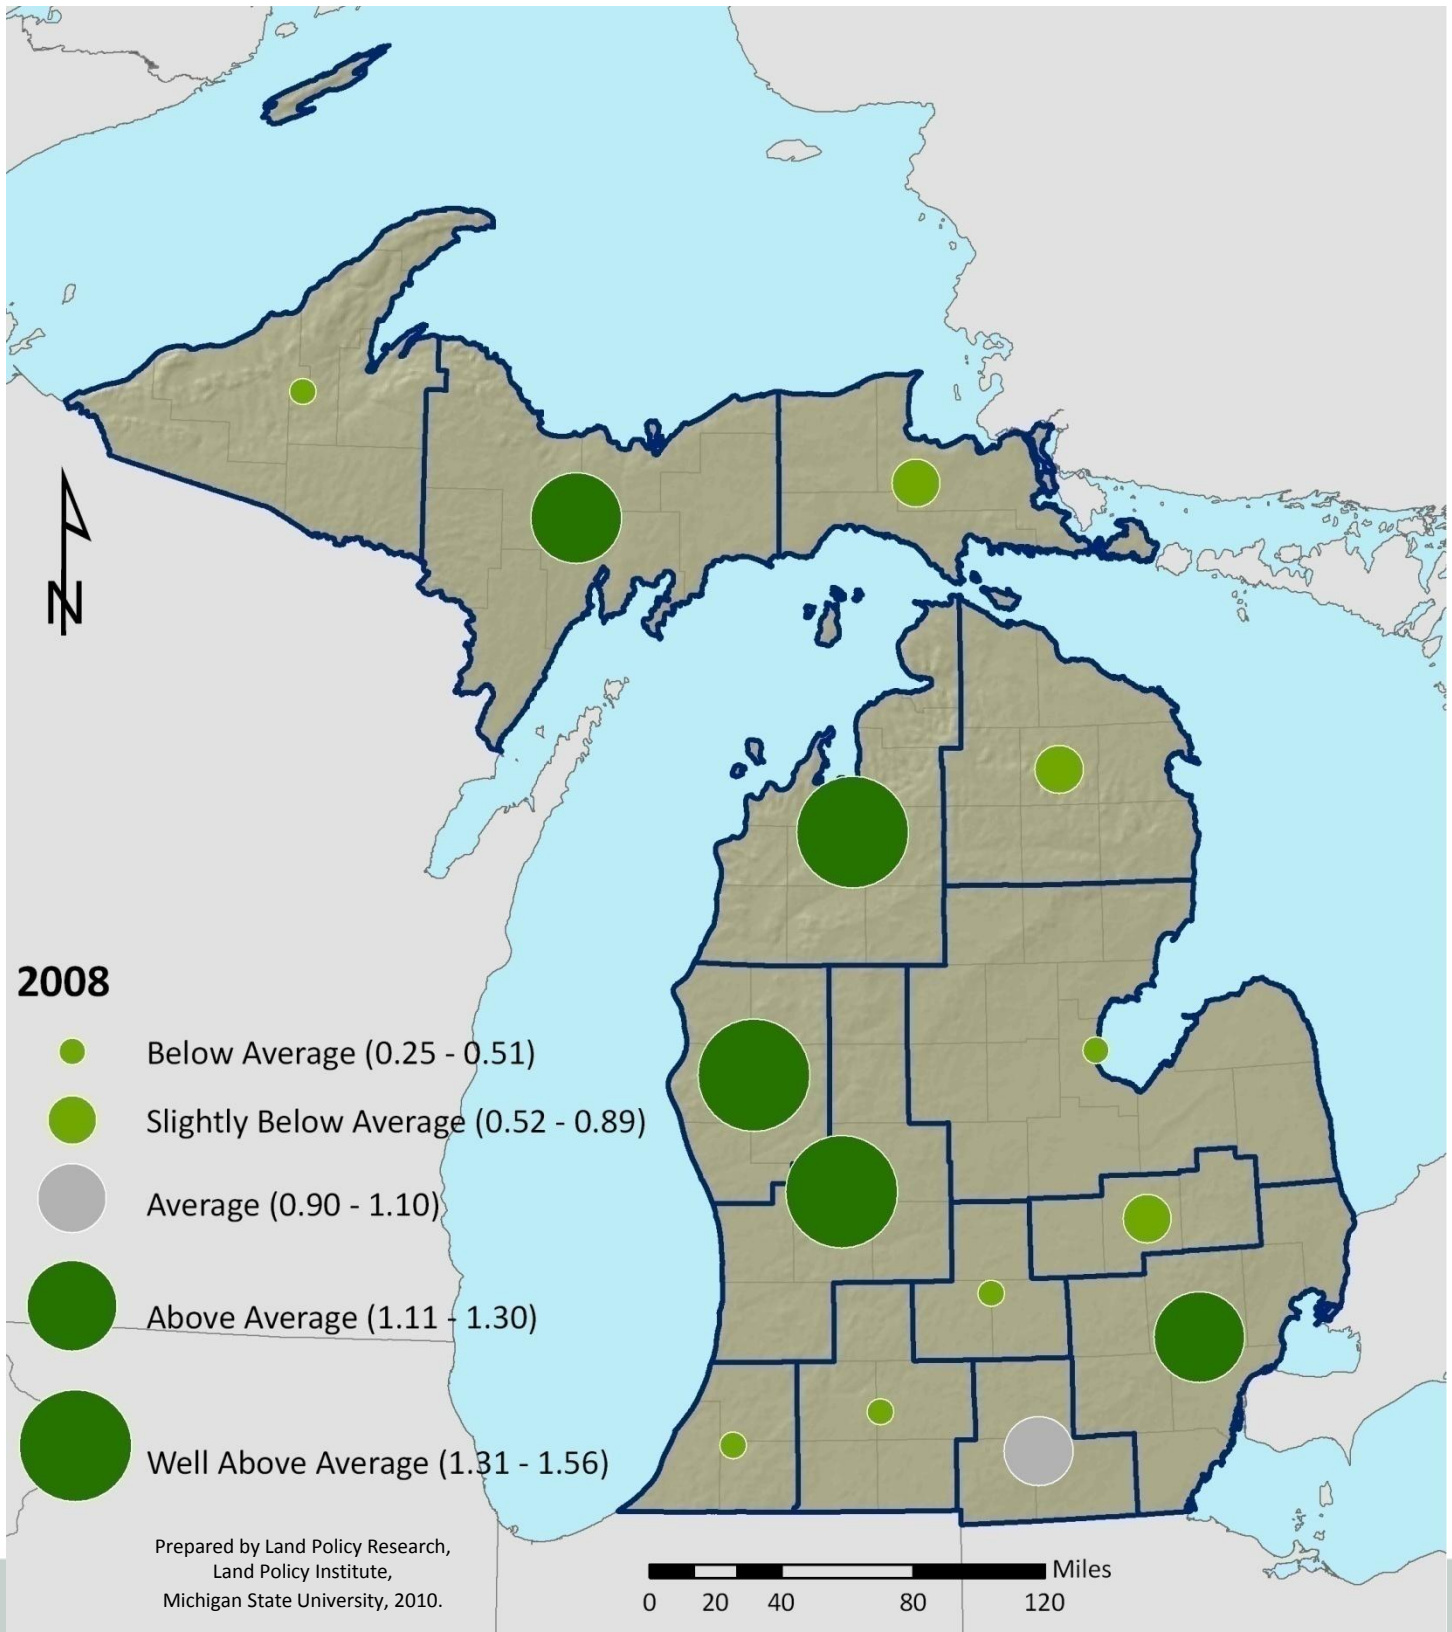 N
2008
Below Average (0.25 - 0.51)
Slightly Below Average (0.52 - 0.89)
Average (0.90 - 1.10)
Above Average (1.11 - 1.30)
Well Above Average (1.31 - 1.56)
Prepared by Land Policy Research,
Land Policy Institute,
Michigan State University, 2010.
Miles
0 20 40 80 120